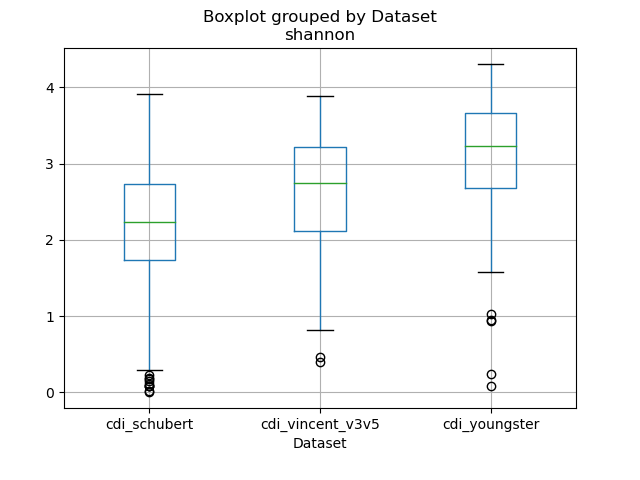 Boxplot grouped by Dataset
shannon
4
3
2
1
0
cdi_schubert
cdi_vincent_v3v5
cdi_youngster
Dataset